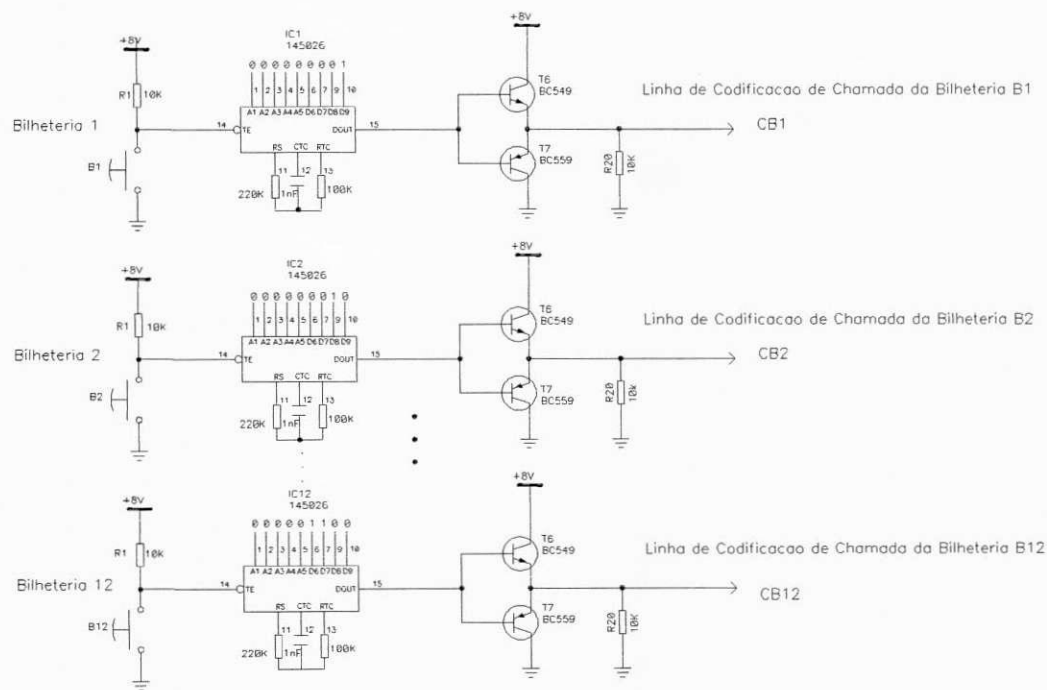 IC1
145026
+8V
+8V
0 0 0 0 0 0 0 0 1
R1 10K
1 2 3 4 5 6 7 9 10
T6
BC549
Linha de Codificacao de Chamada da Bilheteria B1
A1 A2 A3 A4 A5 D6 D7 D8 D9
Bilheteria 1
14 TE DOUT 15
CB1
RS CTC RTC
T7
BC559
B1
11 12 13
R20 10K
220K 1nF 100K
+8V
IC2
145026
+8V
0 0 0 0 0 0 0 1 0
R1 10K
1 2 3 4 5 6 7 9 10
T6
BC549
Linha de Codificacao de Chamada da Bilheteria B2
A1 A2 A3 A4 A5 D6 D7 D8 D9
Bilheteria 2
14 TE DOUT 15
CB2
RS CTC RTC
T7
BC559
B2
11 12 13
R20 10k
220K 1nF 100K
+8V
IC12
145026
+8V
0 0 0 0 0 1 1 0 0
R1 10K
1 2 3 4 5 6 7 9 10
T6
BC549
Linha de Codificacao de Chamada da Bilheteria B12
A1 A2 A3 A4 A5 D6 D7 D8 D9
Bilheteria 12
14 TE DOUT 15
CB12
RS CTC RTC
T7
BC559
B12
11 12 13
R20 10K
220K 1nF 100K